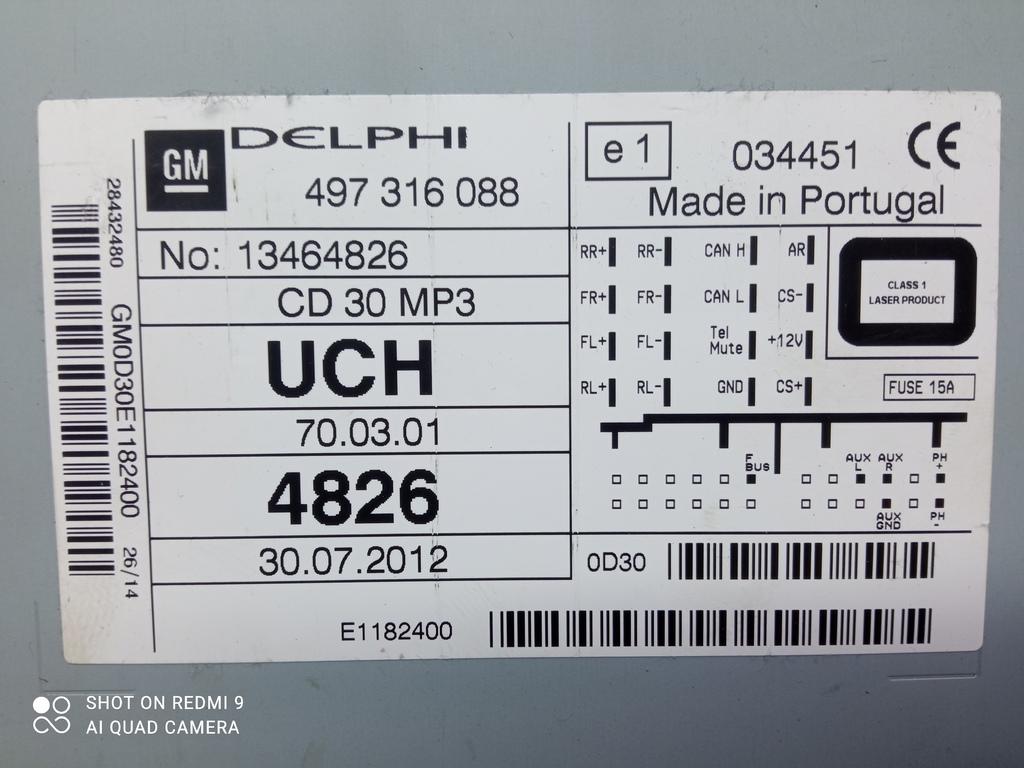 GM
DELPHI
497 316 088
No: 13464826
CD 30 MP3
UCH
70.03.01
4826
30.07.2012
e 1
034451
CE
Made in Portugal
RR+ RR- CAN H AR
FR+ FR- CAN L CS-
FL+ FL- Tel Mute +12V
RL+ RL- GND CS+
CLASS 1
LASER PRODUCT
FUSE 15A
F BUS
AUX L
AUX R
PH +
AUX GND
PH -
0D30
E1182400
28432480
GM0D30E1182400
26/14
SHOT ON REDMI 9
AI QUAD CAMERA